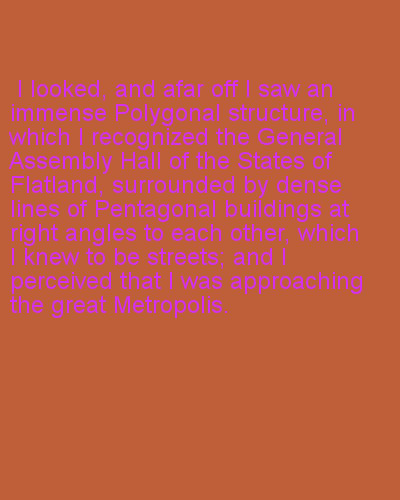 I looked, and afar off I saw an
immense Polygonal structure, in
which I recognized the General
Assembly Hall of the States of
Flatland, surrounded by dense
lines of Pentagonal buildings at
right angles to each other, which
I knew to be streets; and I
perceived that I was approaching
the great Metropolis.